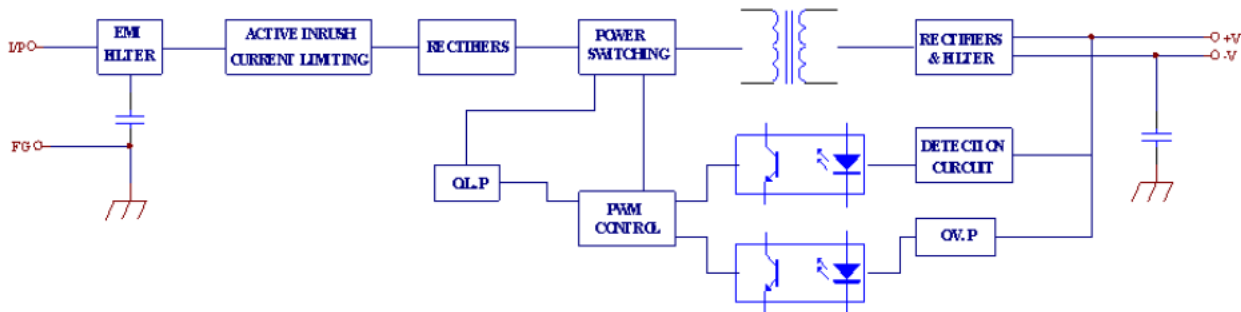 I/P
EMI
FILTER
ACTIVE INRUSH
CURRENT LIMITING
RECTIFIERS
POWER
SWITCHING
RECTIFIERS
& FILTER
+V
-V
FG
O.L.P
PWM
CONTROL
DETECTION
CIRCUIT
O.V.P